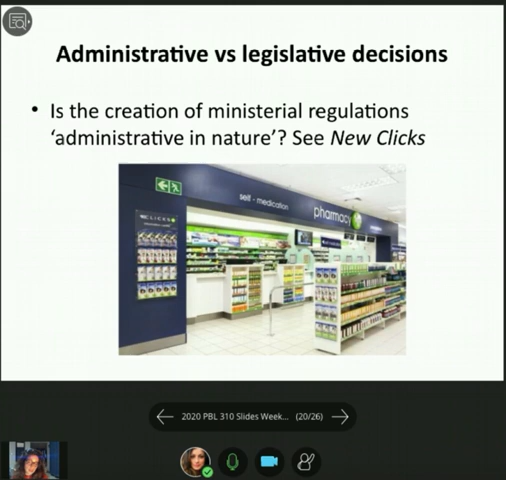 Administrative vs legislative decisions
• Is the creation of ministerial regulations
‘administrative in nature’? See New Clicks
self - medication
pharmacy
CLICKS
2020 PBL 310 Slides Week... (20/26)